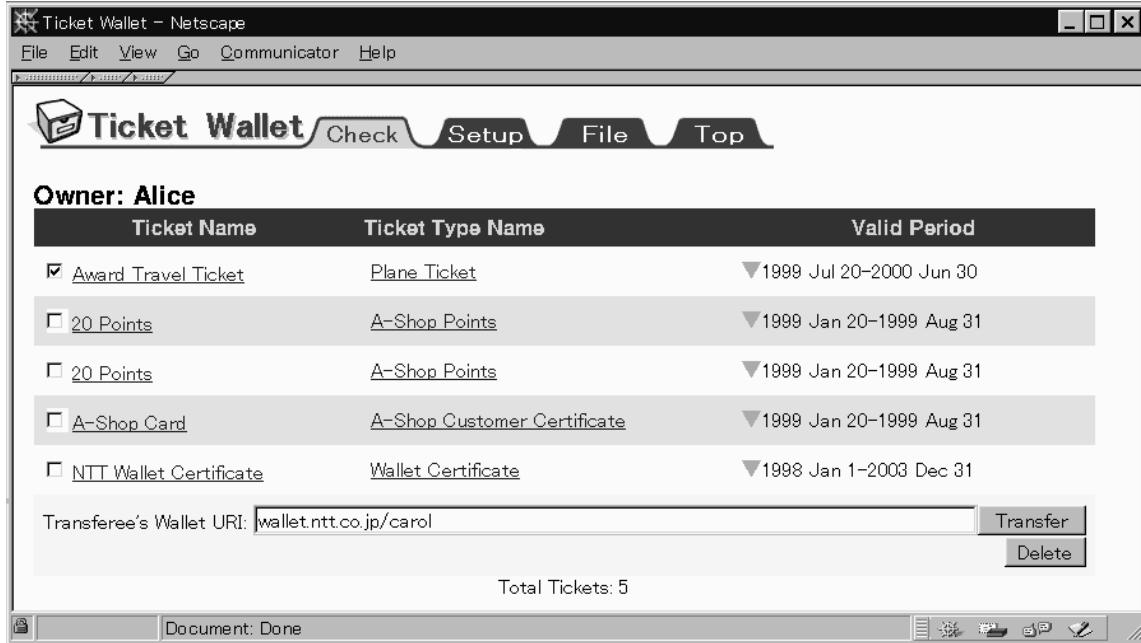 Ticket Wallet - Netscape
File Edit View Go Communicator Help
Ticket Wallet Check Setup File Top
Owner: Alice
Ticket Name Ticket Type Name Valid Period
Award Travel Ticket Plane Ticket 1999 Jul 20-2000 Jun 30
20 Points A-Shop Points 1999 Jan 20-1999 Aug 31
20 Points A-Shop Points 1999 Jan 20-1999 Aug 31
A-Shop Card A-Shop Customer Certificate 1999 Jan 20-1999 Aug 31
NTT Wallet Certificate Wallet Certificate 1998 Jan 1-2003 Dec 31
Transferee's Wallet URI: wallet.ntt.co.jp/carol Transfer
Delete
Total Tickets: 5
Document: Done